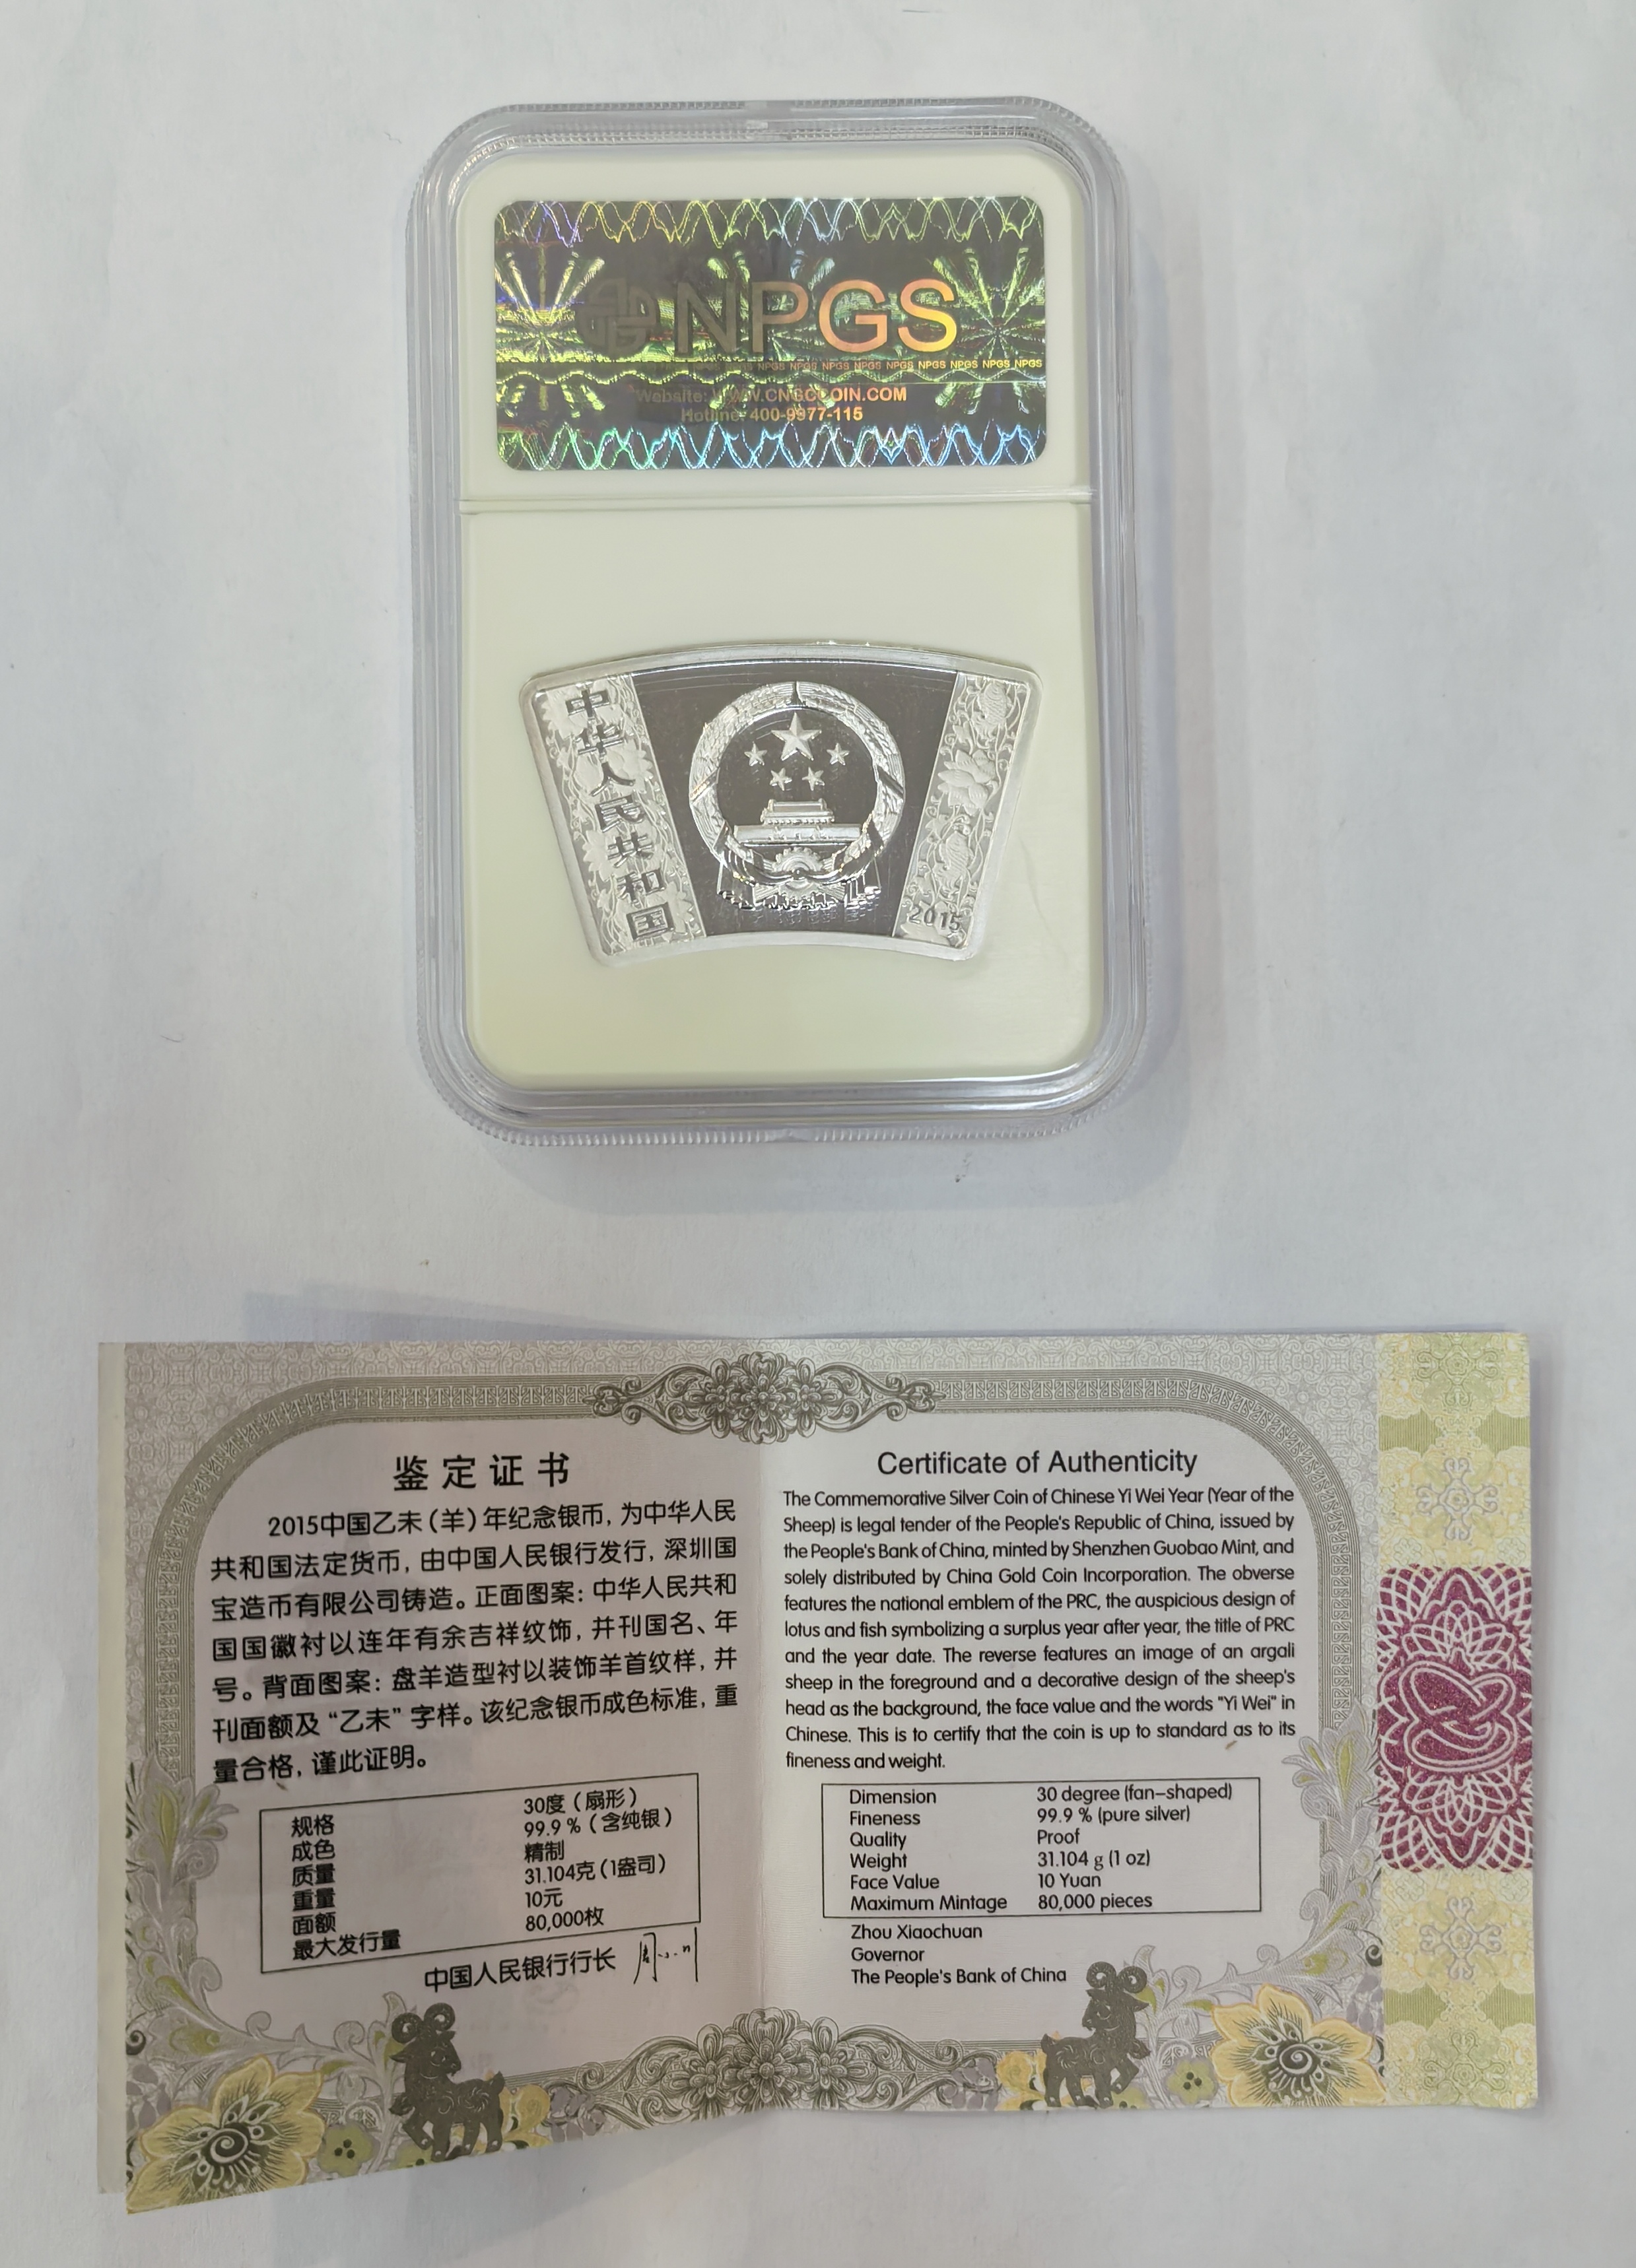 NPGS
NPGS NPGS NPGS NPGS NPGS NPGS NPGS NPGS NPGS
Website: WWW.CNGCCOIN.COM
Hotline: 400-9977-115
中华人民共和国
2015
鉴定证书
2015中国乙未(羊)年纪念银币, 为中华人民
共和国法定货币, 由中国人民银行发行, 深圳国
宝造币有限公司铸造。正面图案: 中华人民共和
国国徽衬以连年有余吉祥纹饰, 并刊国名、年
号。背面图案: 盘羊造型衬以装饰羊首纹样, 并
刊面额及“乙未”字样。该纪念银币成色标准, 重
量合格, 谨此证明。
规格 30度(扇形)
成色 99.9%(含纯银)
质量 精制
重量 31.104克(1盎司)
面额 10元
最大发行量 80,000枚
中国人民银行行长 周小川
Certificate of Authenticity
The Commemorative Silver Coin of Chinese Yi Wei Year (Year of the
Sheep) is legal tender of the People's Republic of China, issued by
the People's Bank of China, minted by Shenzhen Guobao Mint, and
solely distributed by China Gold Coin Incorporation. The obverse
features the national emblem of the PRC, the auspicious design of
lotus and fish symbolizing a surplus year after year, the title of PRC
and the year date. The reverse features an image of an argali
sheep in the foreground and a decorative design of the sheep's
head as the background, the face value and the words "Yi Wei" in
Chinese. This is to certify that the coin is up to standard as to its
fineness and weight.
Dimension 30 degree (fan-shaped)
Fineness 99.9 % (pure silver)
Quality Proof
Weight 31.104 g (1 oz)
Face Value 10 Yuan
Maximum Mintage 80,000 pieces
Zhou Xiaochuan
Governor
The People's Bank of China